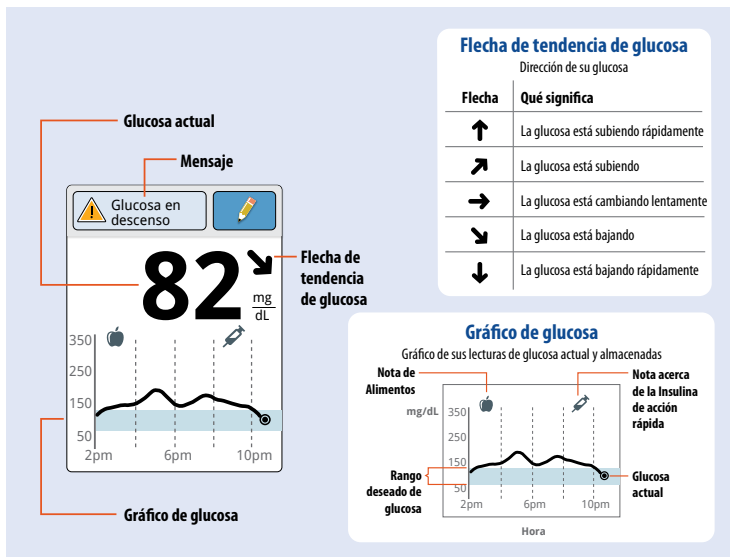 Glucosa actual
Mensaje
Glucosa en
descenso
82
mg
dL
Flecha de
tendencia
de glucosa
350
250
150
50
2pm 6pm 10pm
Gráfico de glucosa
Flecha de tendencia de glucosa
Dirección de su glucosa
Flecha Qué significa
La glucosa está subiendo rápidamente
La glucosa está subiendo
La glucosa está cambiando lentamente
La glucosa está bajando
La glucosa está bajando rápidamente
Gráfico de glucosa
Gráfico de sus lecturas de glucosa actual y almacenadas
Nota de
Alimentos
Nota acerca
de la Insulina
de acción
rápida
mg/dL
350
250
150
50
Rango
deseado de
glucosa
Glucosa
actual
2pm 6pm 10pm
Hora